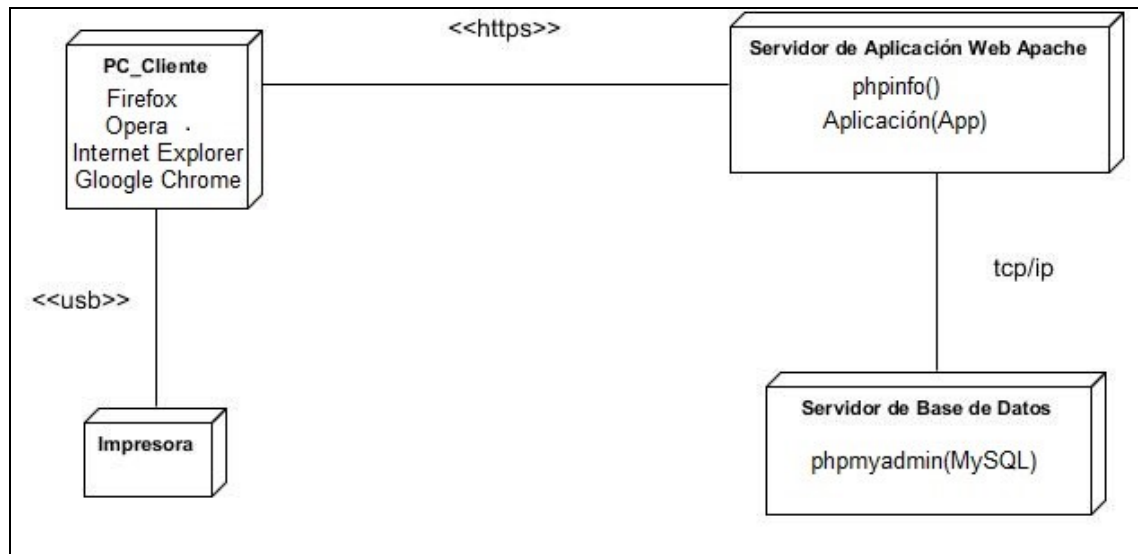 <<https>>
PC_Cliente
Firefox
Opera .
Internet Explorer
Gloogle Chrome
Servidor de Aplicación Web Apache
phpinfo()
Aplicación(App)
<<usb>>
tcp/ip
Impresora
Servidor de Base de Datos
phpmyadmin(MySQL)